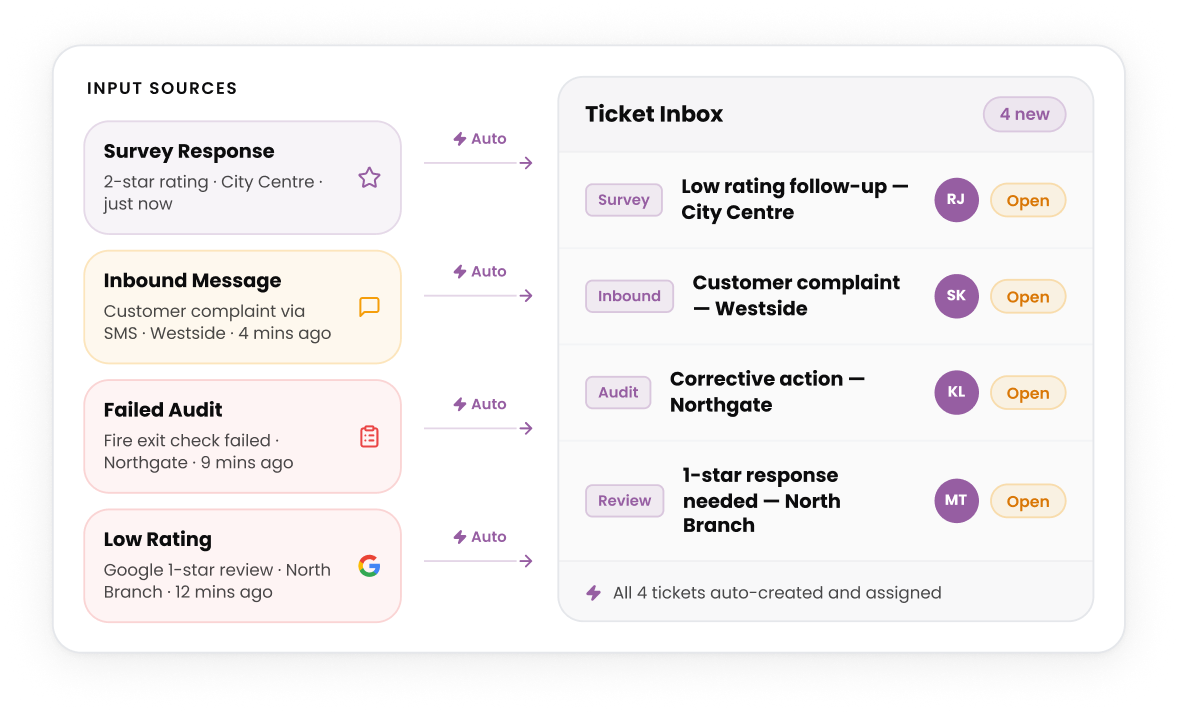 INPUT SOURCES
Survey Response
2-star rating · City Centre ·
just now
Inbound Message
Customer complaint via
SMS · Westside · 4 mins ago
Failed Audit
Fire exit check failed ·
Northgate · 9 mins ago
Low Rating
Google 1-star review · North
Branch · 12 mins ago
Auto
Auto
Auto
Auto
Ticket Inbox
4 new
Survey
Low rating follow-up —
City Centre
RJ
Open
Inbound
Customer complaint
— Westside
SK
Open
Audit
Corrective action —
Northgate
KL
Open
Review
1-star response
needed — North
Branch
MT
Open
All 4 tickets auto-created and assigned